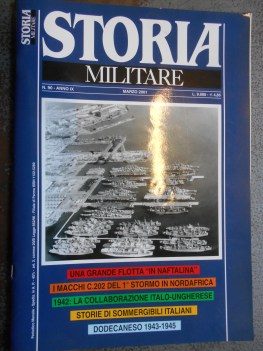 STORIA
MILITARE
STORIA
MILITARE
MARZO 2001
UNA GRANDE FLOTTA "IN NAFTALINA"
I MACCHI C.202 DEL 1° STORMO IN NORDAFRICA
1942: LA COLLABORAZIONE ITALO-UNGHERESE
STORIE DI SOMMERGIBILI ITALIANI
DODECANESO 1943-1945